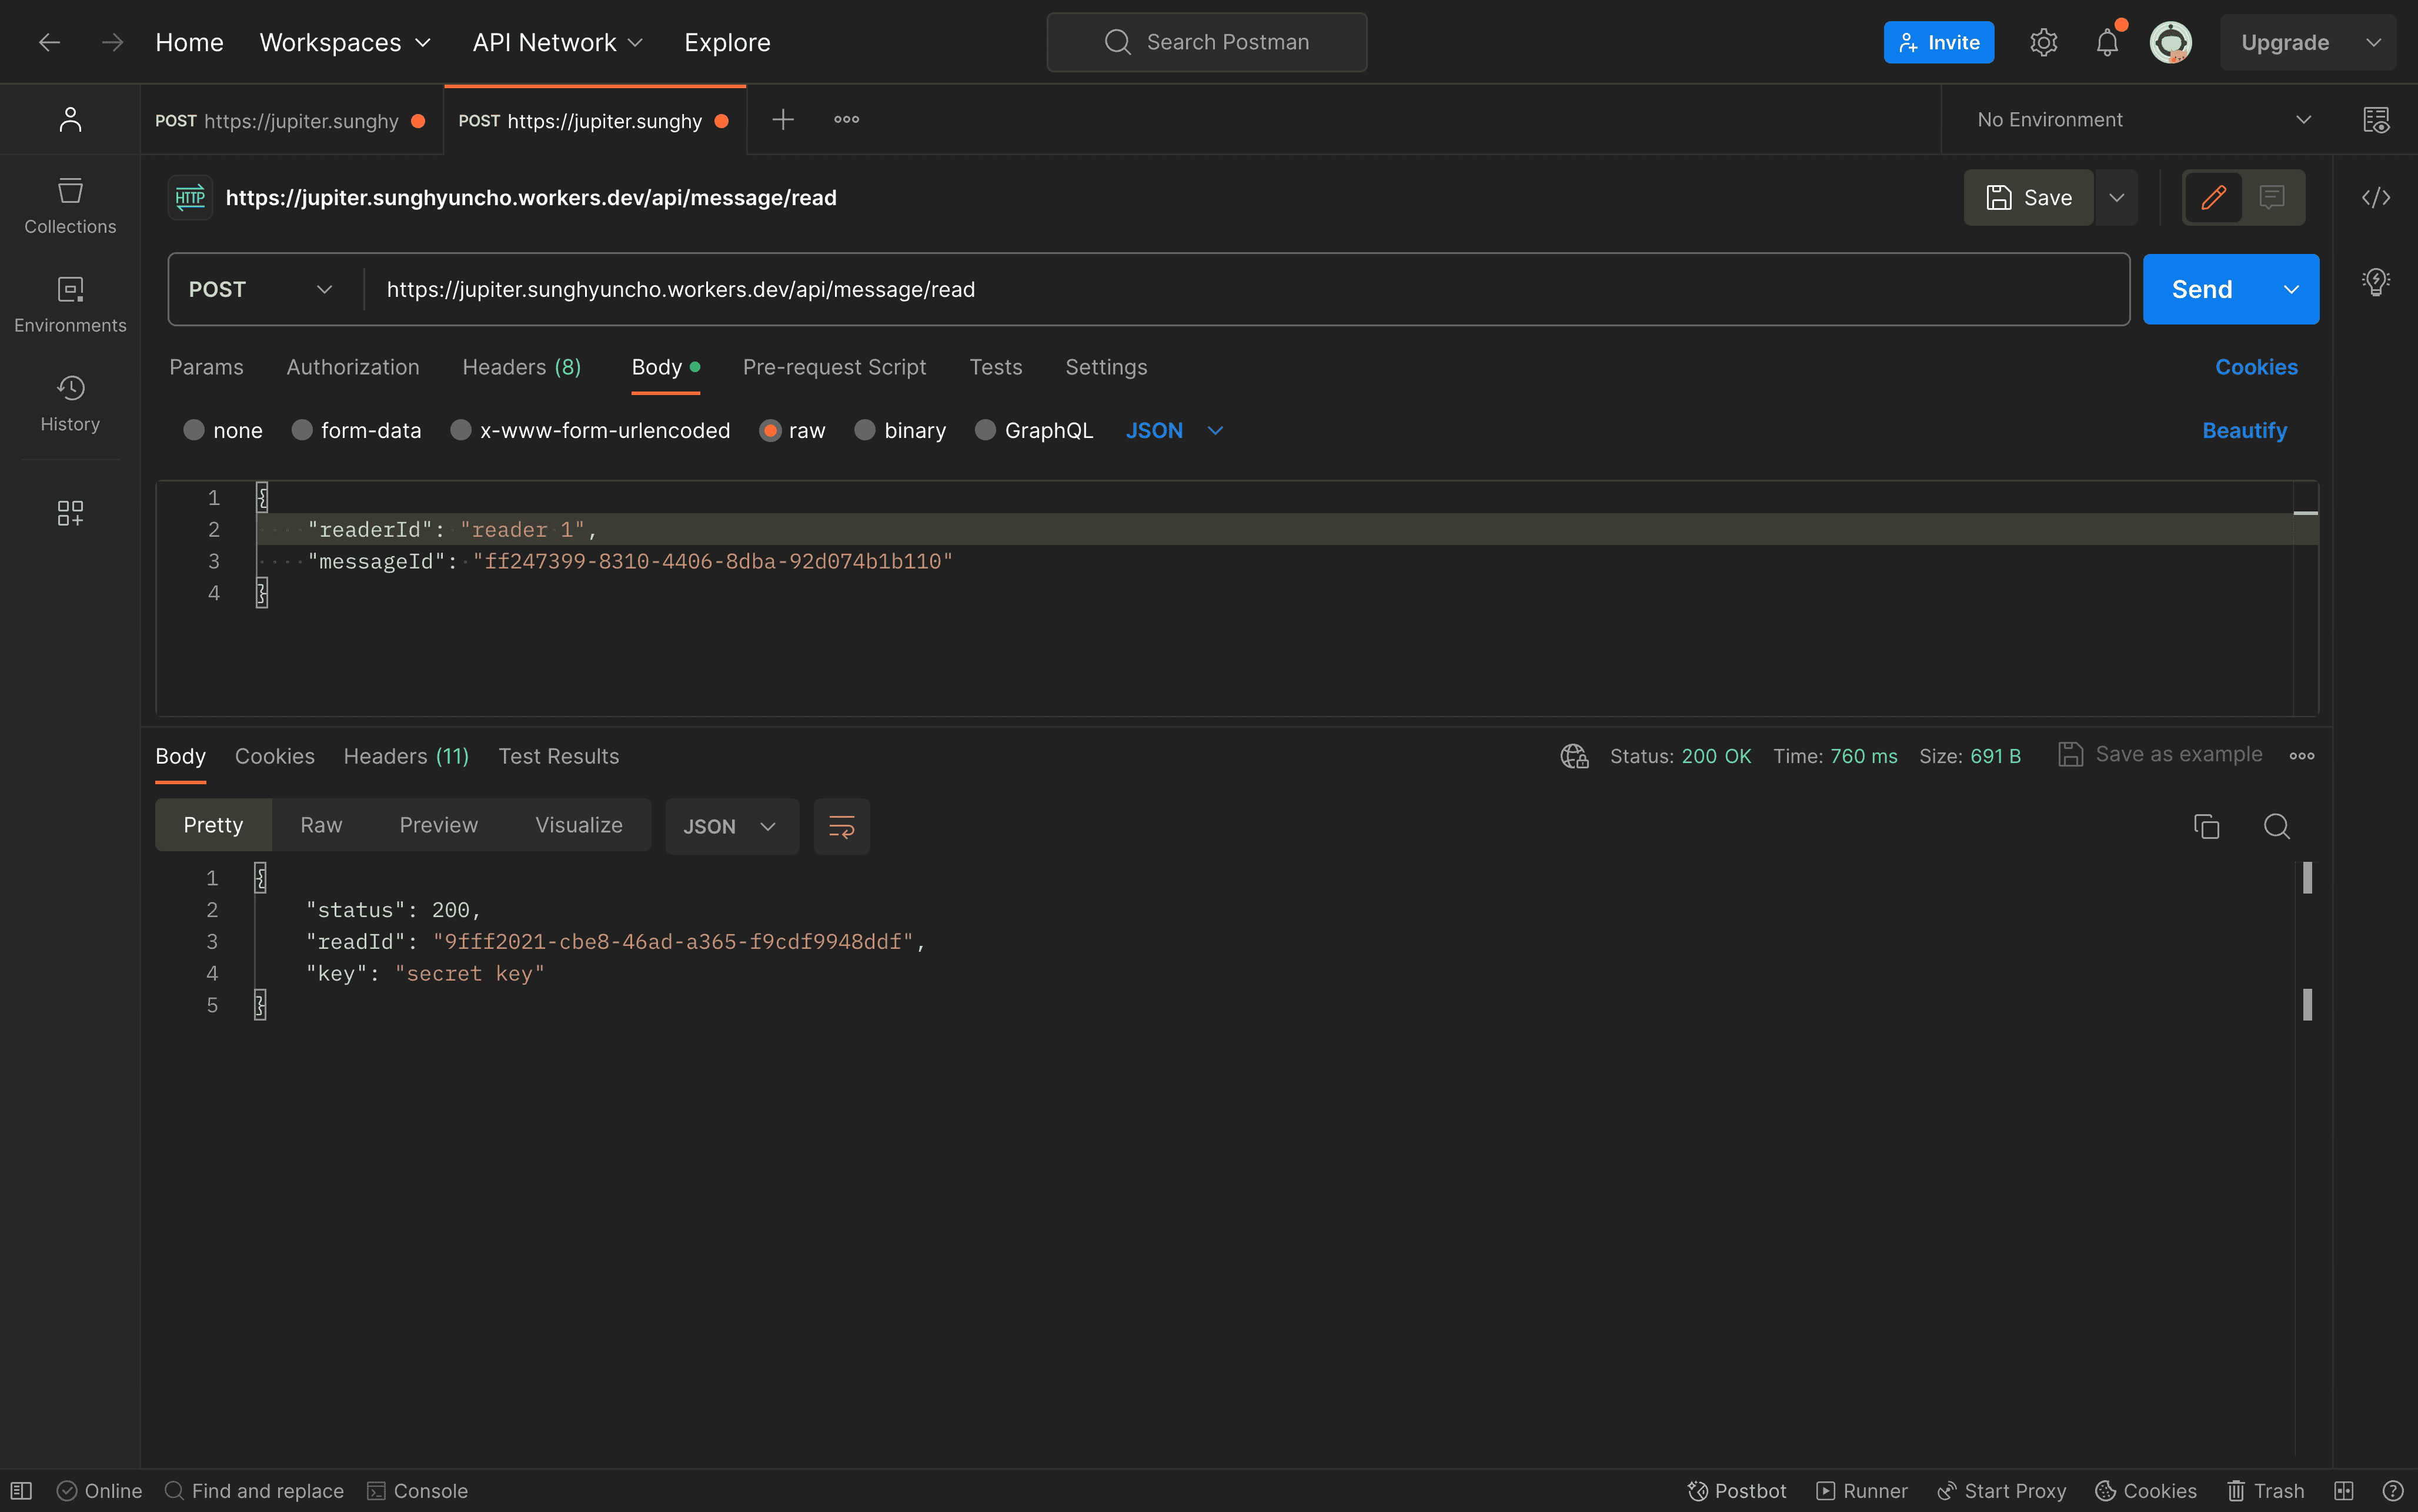 Home Workspaces API Network Explore Search Postman Invite Upgrade
POST https://jupiter.sunghy POST https://jupiter.sunghy No Environment
HTTP https://jupiter.sunghyuncho.workers.dev/api/message/read Save
Collections
POST https://jupiter.sunghyuncho.workers.dev/api/message/read Send
Environments
Params Authorization Headers (8) Body Pre-request Script Tests Settings Cookies
History
none form-data x-www-form-urlencoded raw binary GraphQL JSON Beautify
1 {
2 "readerId": "reader 1",
3 "messageId": "ff247399-8310-4406-8dba-92d074b1b110"
4 }
Body Cookies Headers (11) Test Results Status: 200 OK Time: 760 ms Size: 691 B Save as example
Pretty Raw Preview Visualize JSON
1 {
2 "status": 200,
3 "readId": "9fff2021-cbe8-46ad-a365-f9cdf9948ddf",
4 "key": "secret key"
5 }
Online Find and replace Console Postbot Runner Start Proxy Cookies Trash